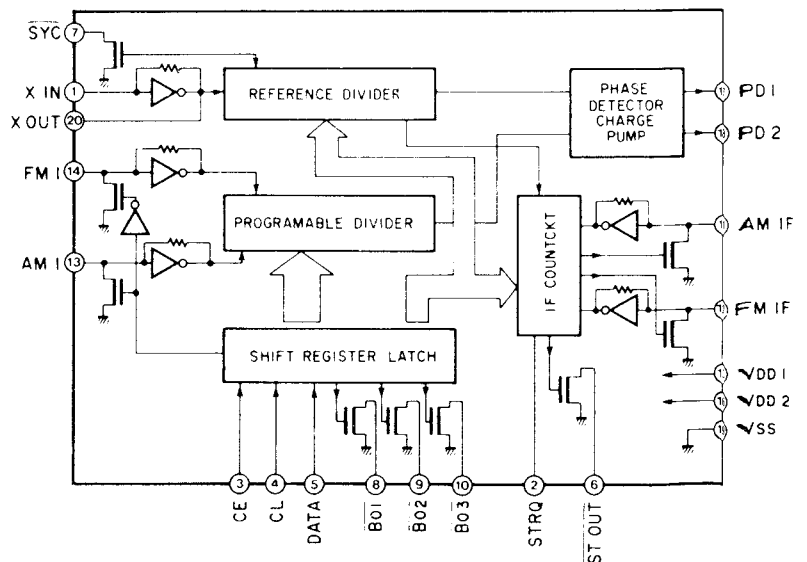 SYC 7
X IN 1
X OUT 20
FM I 14
AM I 13
REFERENCE DIVIDER
PHASE
DETECTOR
CHARGE
PUMP
PD 1
PD 2
PROGRAMABLE DIVIDER
IF COUNTCKT
AM IF
FM IF
SHIFT REGISTER LATCH
VDD 1
VDD 2
VSS
3 4 5 8 9 10 2 6
CE
CL
DATA
BO1
BO2
BO3
STRQ
ST OUT